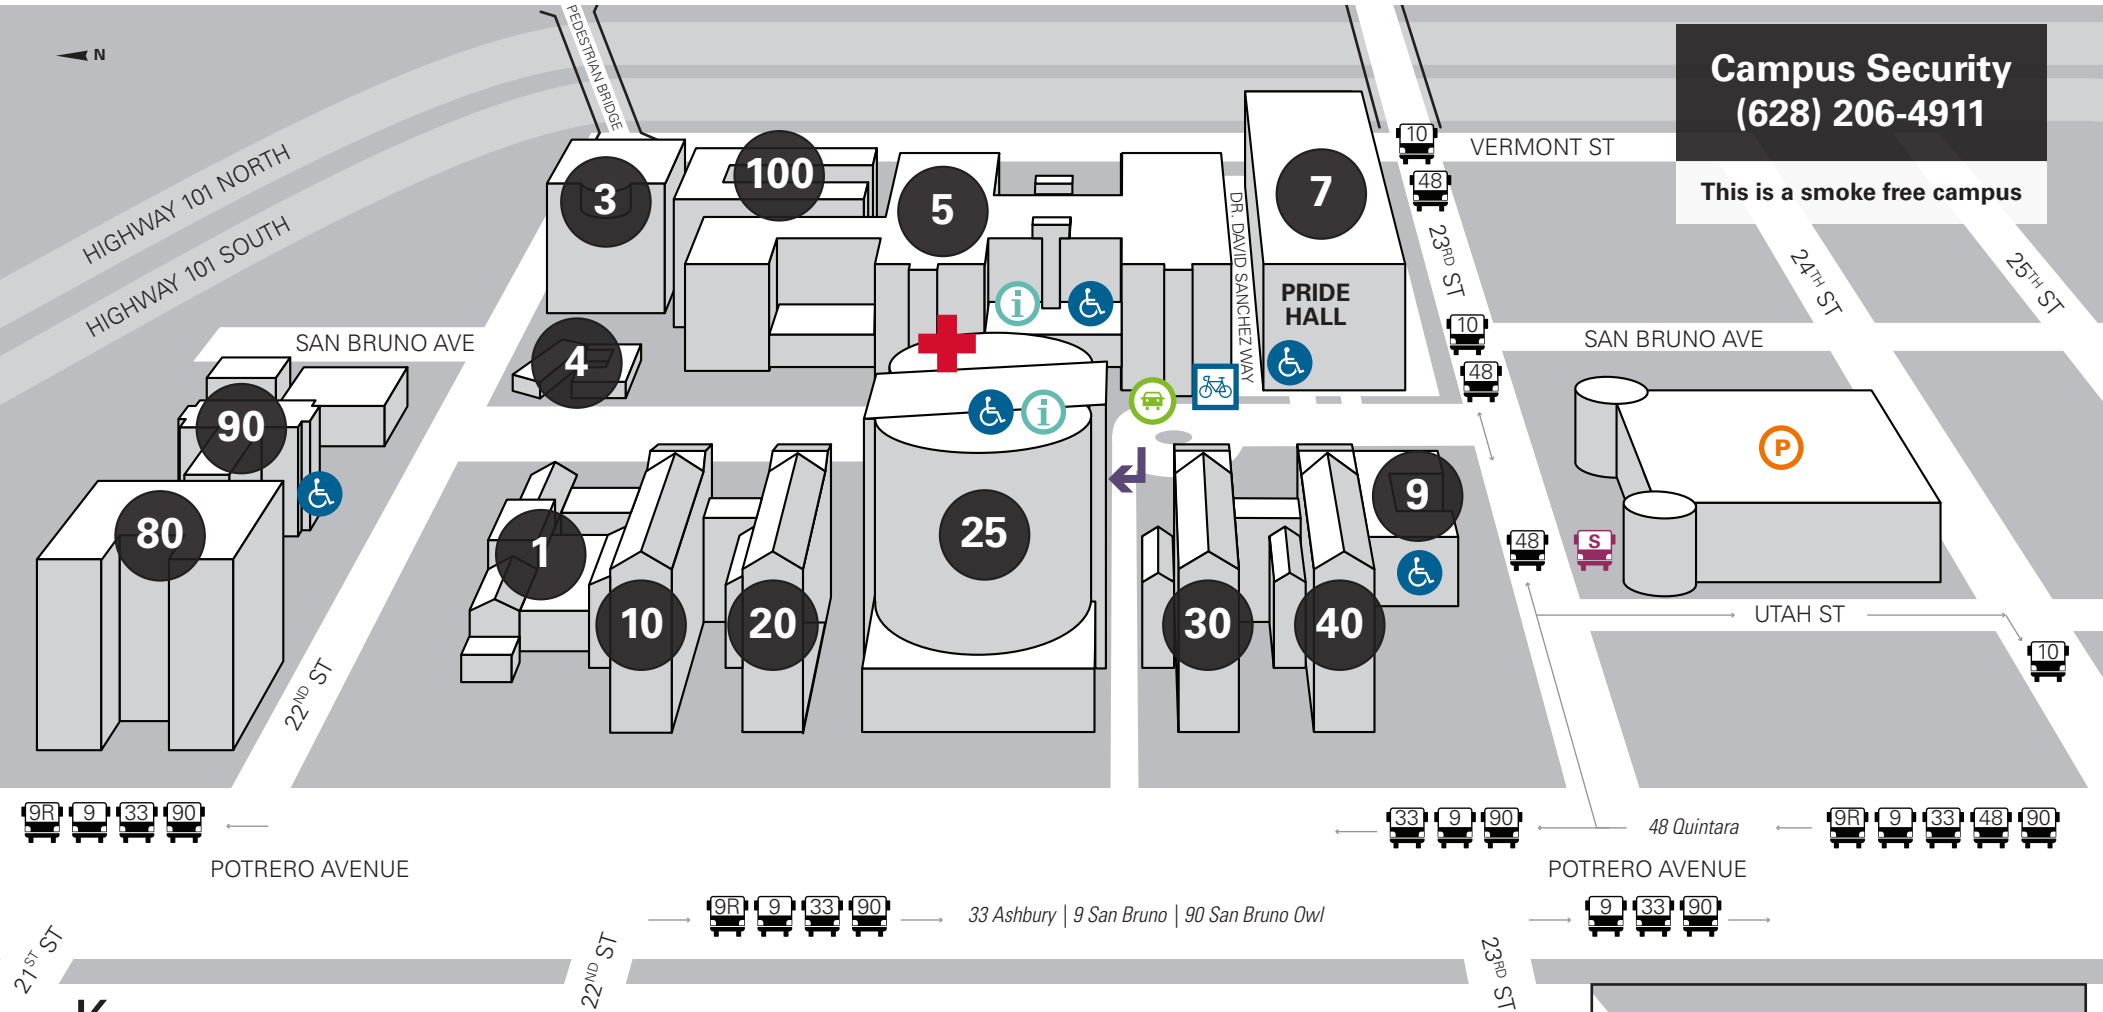 N
PEDESTRIAN BRIDGE
Campus Security
(628) 206-4911
This is a smoke free campus
HIGHWAY 101 NORTH
HIGHWAY 101 SOUTH
VERMONT ST
10
48
3
100
5
7
DR. DAVID SANCHEZ WAY
PRIDE
HALL
23RD ST
24TH ST
25TH ST
SAN BRUNO AVE
10
48
SAN BRUNO AVE
4
90
80
i
i
P
1
10
20
25
30
40
9
48
S
UTAH ST
10
22ND ST
9R 9 33 90
33 9 90
48 Quintara
9R 9 33 48 90
POTRERO AVENUE
POTRERO AVENUE
9R 9 33 90
33 Ashbury | 9 San Bruno | 90 San Bruno Owl
9 33 90
21ST ST
22ND ST
23RD ST